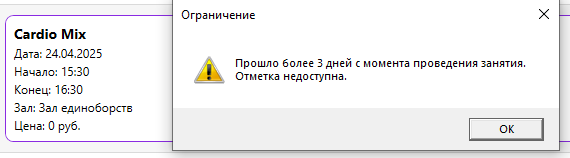 Cardio Mix
Дата: 24.04.2025
Начало: 15:30
Конец: 16:30
Зал: Зал единоборств
Цена: 0 руб.
Ограничение
Прошло более 3 дней с момента проведения занятия.
Отметка недоступна.
OK